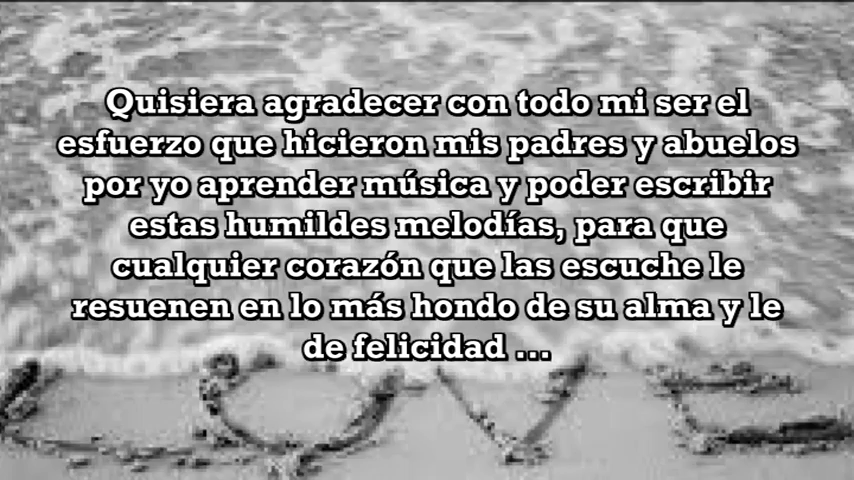 Quisiera agradecer con todo mi ser el
esfuerzo que hicieron mis padres y abuelos
por yo aprender música y poder escribir
estas humildes melodías, para que
cualquier corazón que las escuche le
resuenen en lo más hondo de su alma y le
de felicidad ...
LOVE